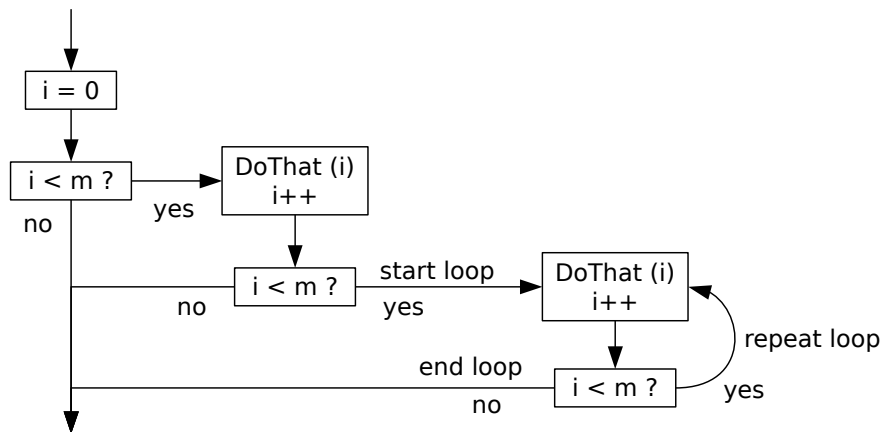 i = 0
i < m ?
yes
no
DoThat (i)
i++
i < m ?
no
start loop
yes
DoThat (i)
i++
repeat loop
i < m ?
yes
end loop
no